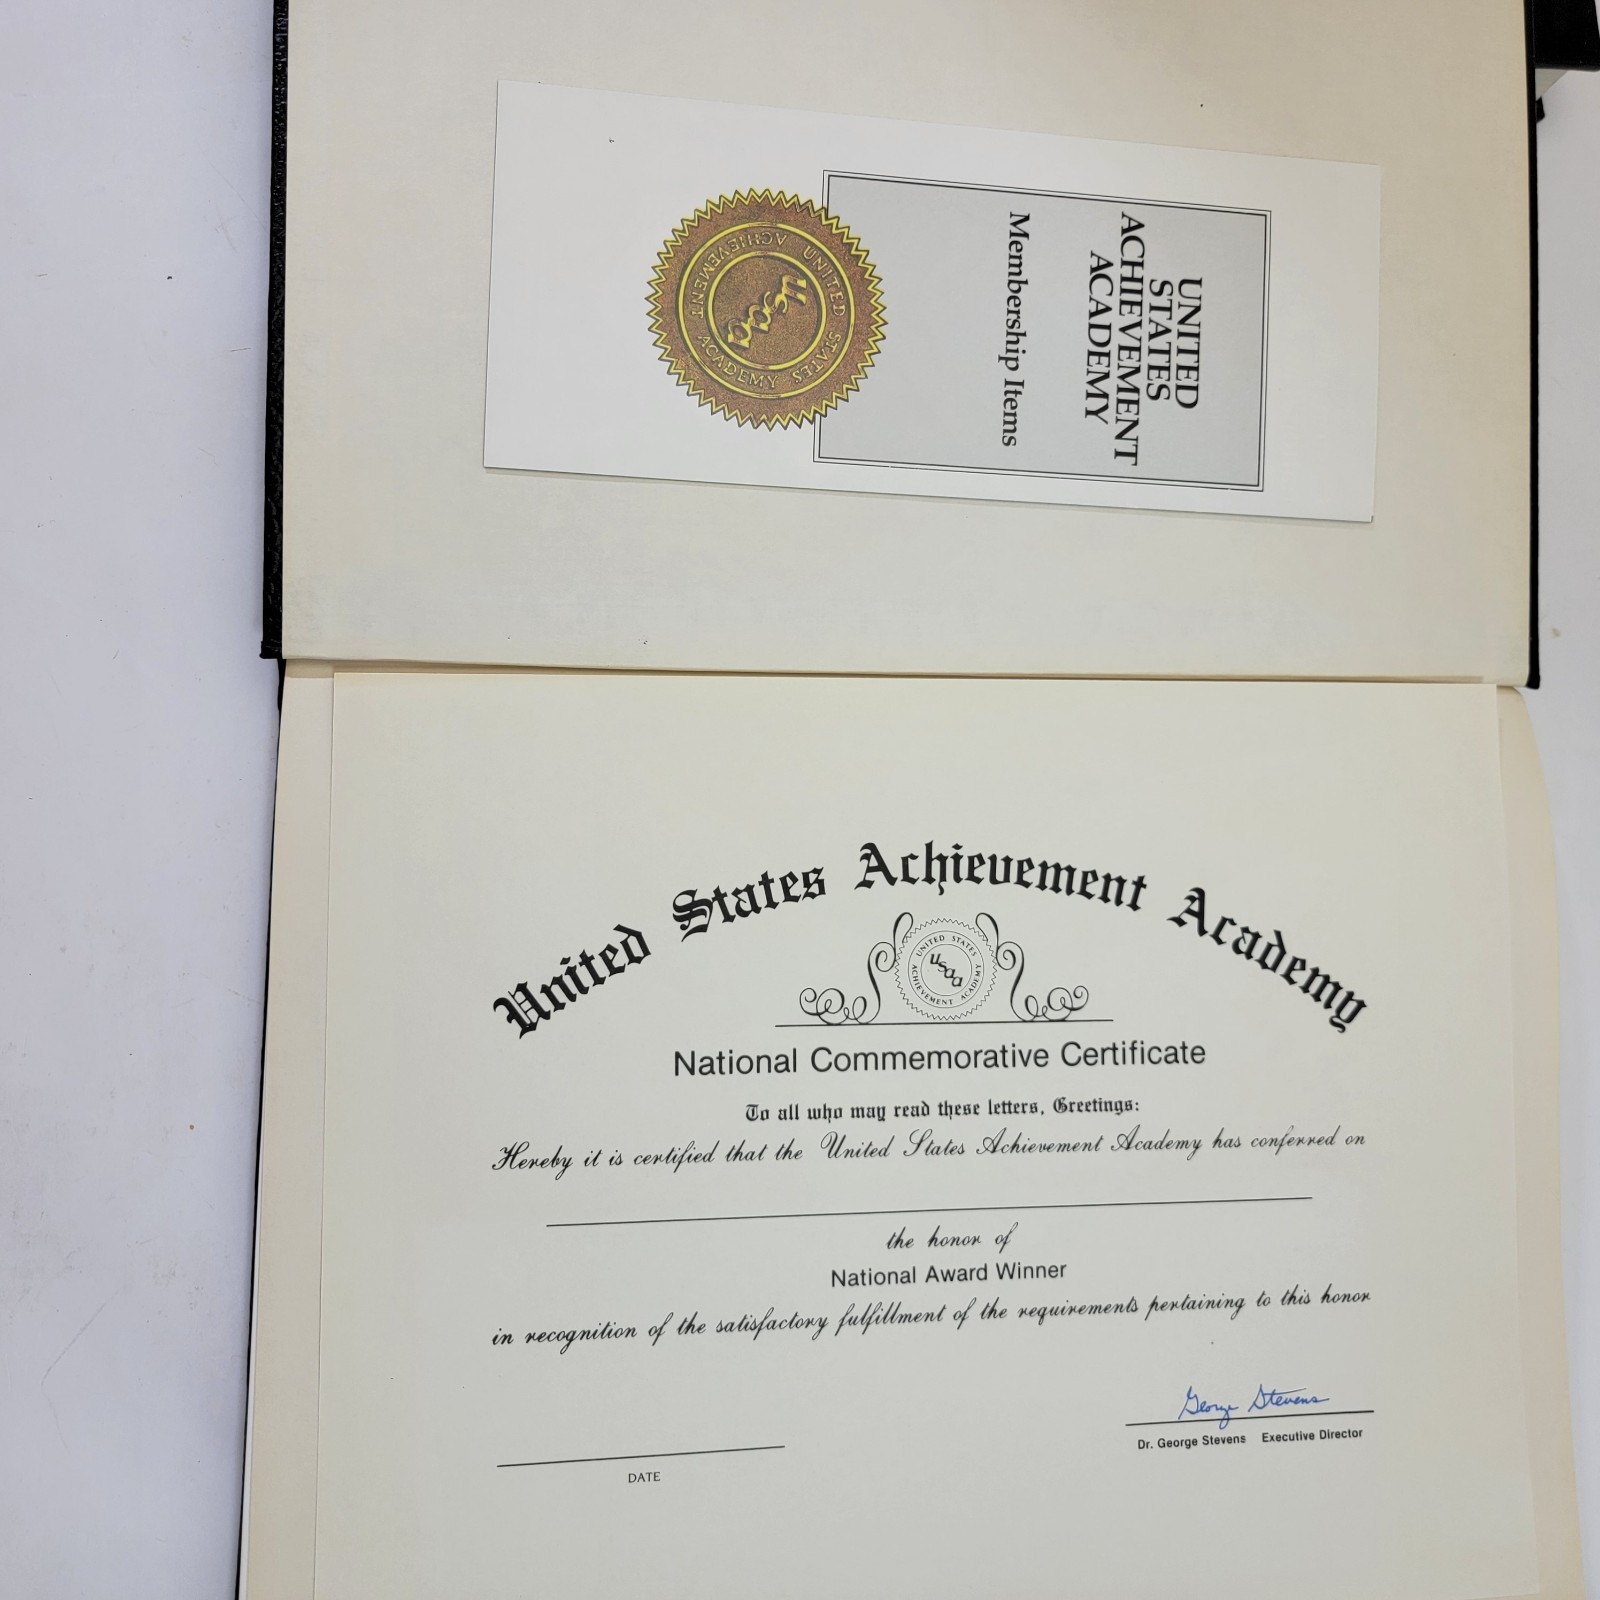 UNITED
STATES
ACHIEVEMENT
ACADEMY
Membership Items
UNITED STATES ACHIEVEMENT ACADEMY
usaa
United States Achievement Academy
UNITED STATES ACHIEVEMENT ACADEMY
usaa
National Commemorative Certificate
To all who may read these letters, Greetings:
Hereby it is certified that the United States Achievement Academy has conferred on
the honor of
National Award Winner
in recognition of the satisfactory fulfillment of the requirements pertaining to this honor
George Stevens
Dr. George Stevens Executive Director
DATE